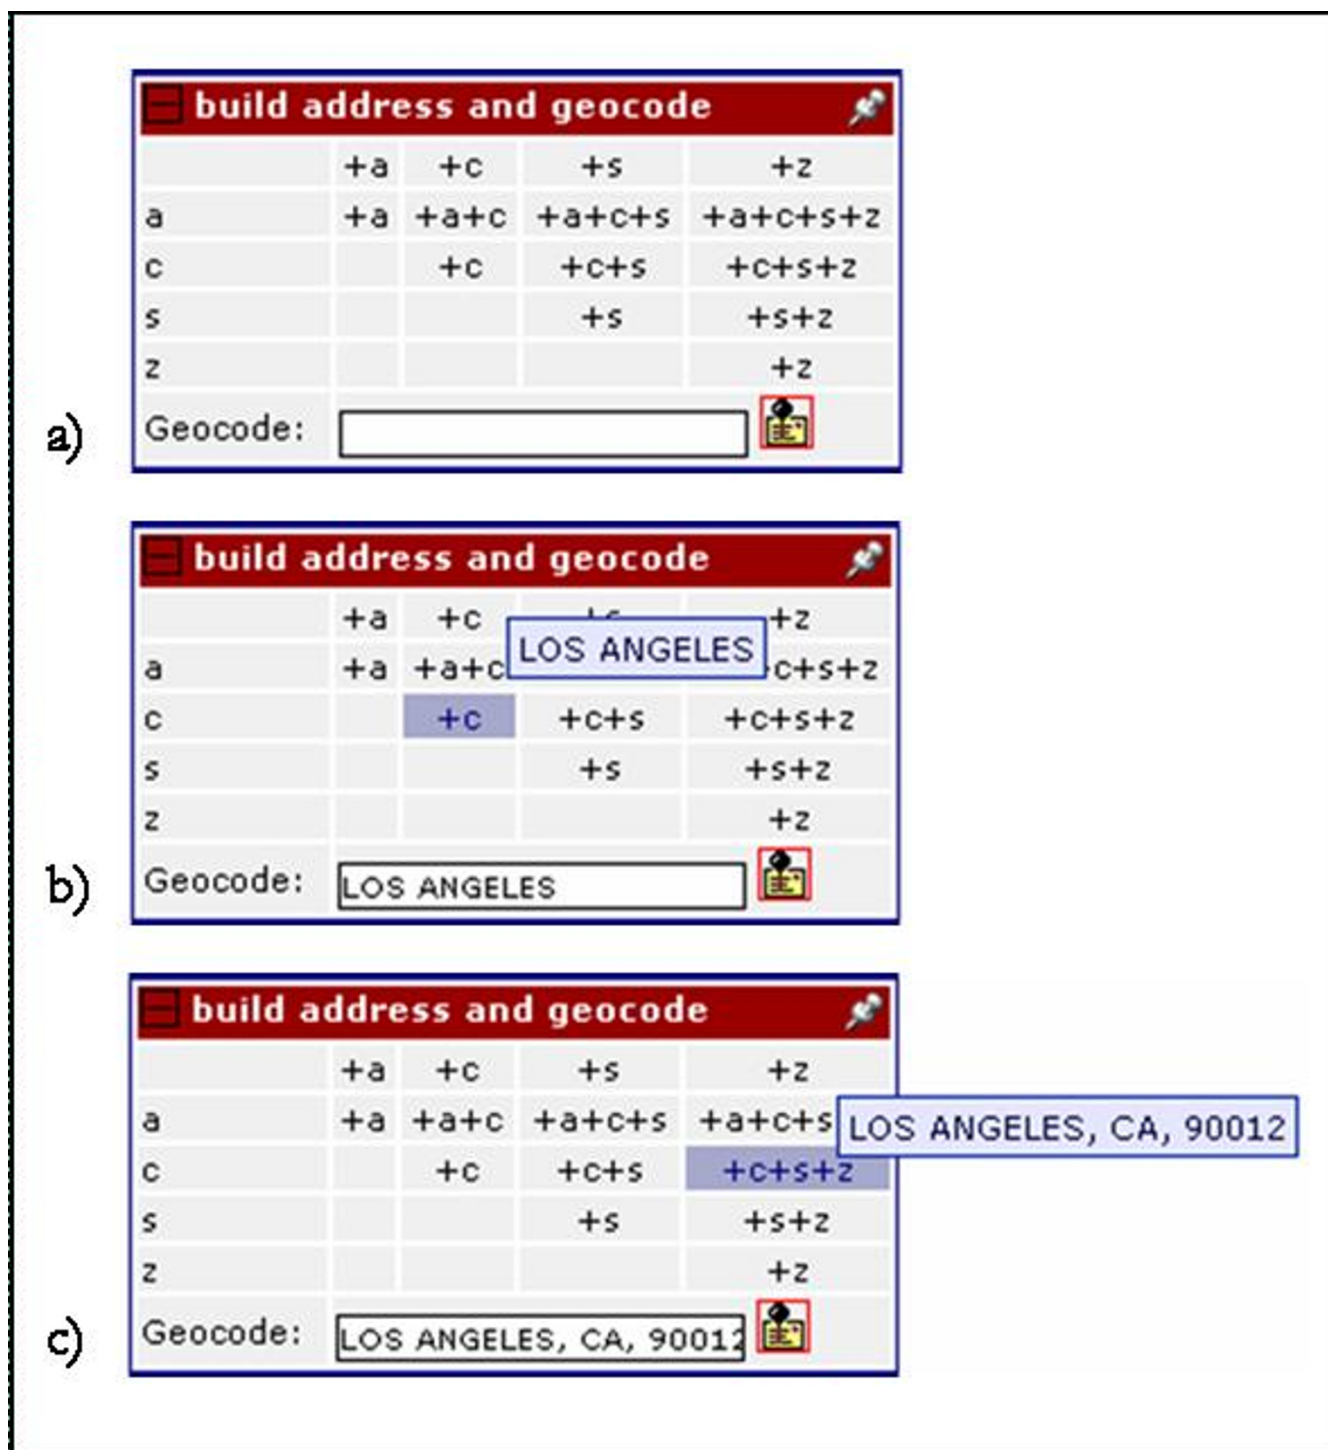 build address and geocode
+a +c +s +z
a +a +a+c +a+c+s +a+c+s+z
c +c +c+s +c+s+z
s +s +s+z
z +z
a) Geocode:
build address and geocode
+a +c +z
LOS ANGELES
a +a +a+c c+s+z
c +c +c+s +c+s+z
s +s +s+z
z +z
b) Geocode: LOS ANGELES
build address and geocode
+a +c +s +z
a +a +a+c +a+c+s +a+c+s LOS ANGELES, CA, 90012
c +c +c+s +c+s+z
s +s +s+z
z +z
c) Geocode: LOS ANGELES, CA, 90012